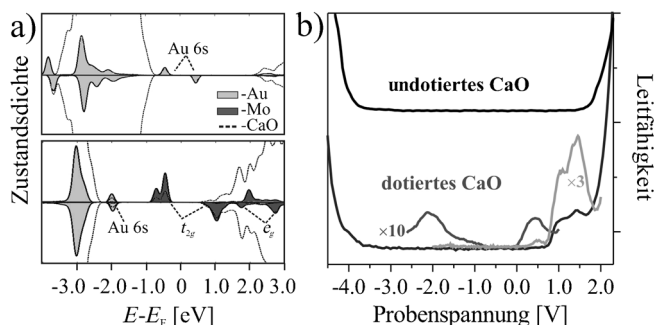 a)
Au 6s
-Au
-Mo
-CaO
Zustandsdichte
Au 6s
t2g
eg
-3.0 -2.0 -1.0 0.0 1.0 2.0 3.0
E-EF [eV]
b)
undotiertes CaO
dotiertes CaO
×3
×10
Leitfähigkeit
-4.0 -3.0 -2.0 -1.0 0.0 1.0 2.0
Probenspannung [V]